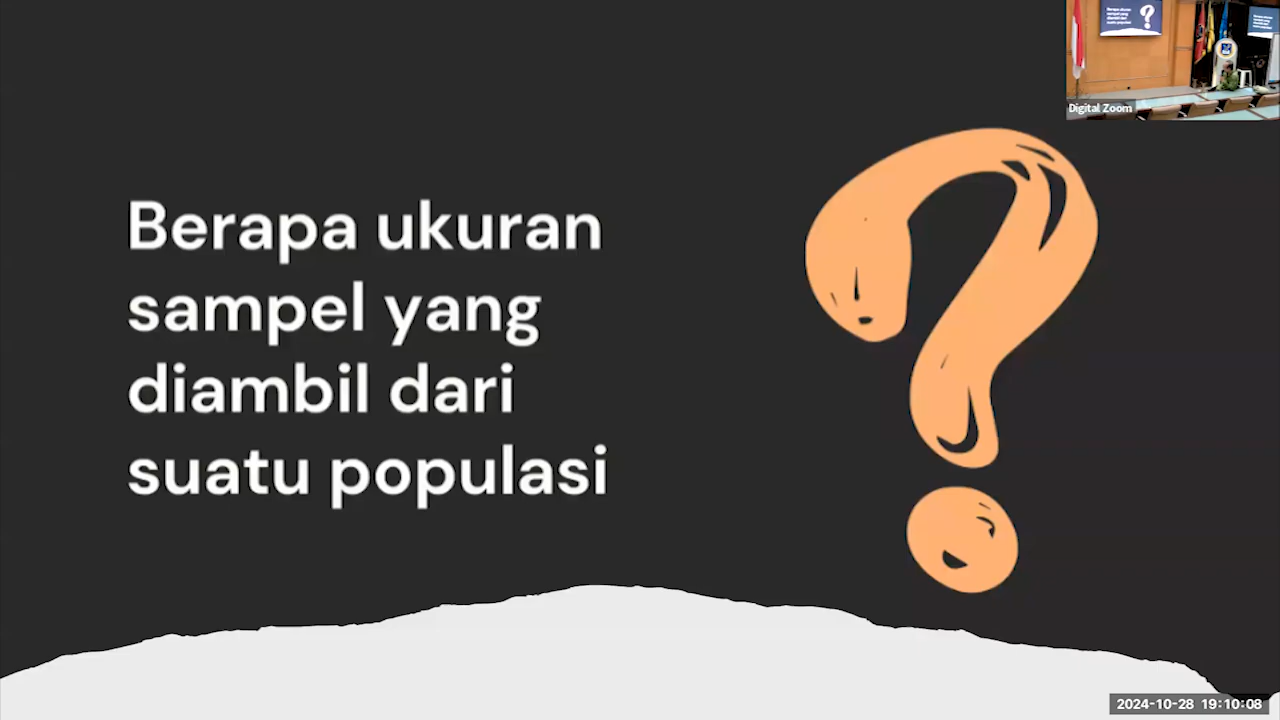 Berapa ukuran
sampel yang
diambil dari
suatu populasi
Digital Zoom
2024-10-28 19:10:08